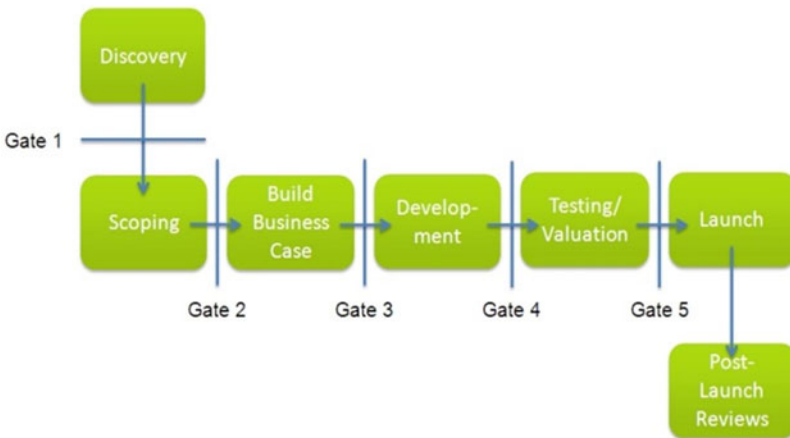 Discovery
Gate 1
Scoping
Build
Business
Case
Develop-
ment
Testing/
Valuation
Launch
Gate 2
Gate 3
Gate 4
Gate 5
Post-
Launch
Reviews